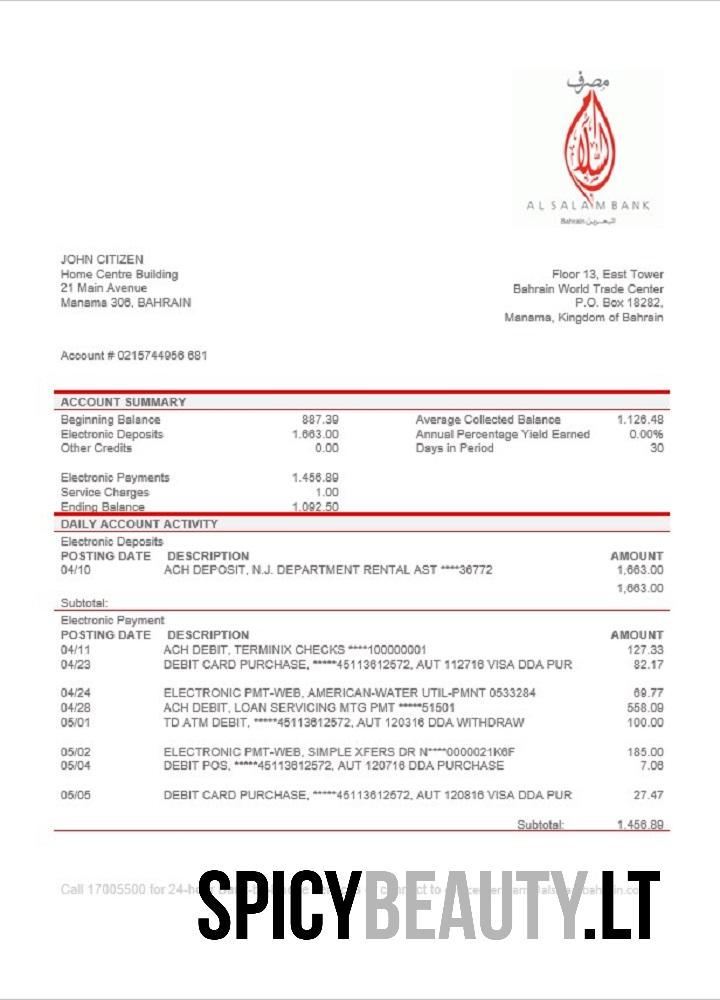 مصرف
السلام
AL SALAM BANK
Bahrain البحرين
JOHN CITIZEN
Home Centre Building
21 Main Avenue
Manama 306, BAHRAIN
Floor 13, East Tower
Bahrain World Trade Center
P.O. Box 18282,
Manama, Kingdom of Bahrain
Account # 0215744956 681
ACCOUNT SUMMARY
Beginning Balance 887.39 Average Collected Balance 1.126.48
Electronic Deposits 1.663.00 Annual Percentage Yield Earned 0.00%
Other Credits 0.00 Days in Period 30
Electronic Payments 1.456.89
Service Charges 1.00
Ending Balance 1.092.50
DAILY ACCOUNT ACTIVITY
Electronic Deposits
POSTING DATE DESCRIPTION AMOUNT
04/10 ACH DEPOSIT, N.J. DEPARTMENT RENTAL AST ****36772 1,663.00
1,663.00
Subtotal:
Electronic Payment
POSTING DATE DESCRIPTION AMOUNT
04/11 ACH DEBIT, TERMINIX CHECKS ****100000001 127.33
04/23 DEBIT CARD PURCHASE, *****45113612572, AUT 112716 VISA DDA PUR 82.17
04/24 ELECTRONIC PMT-WEB, AMERICAN-WATER UTIL-PMNT 0533284 69.77
04/28 ACH DEBIT, LOAN SERVICING MTG PMT *****51501 558.09
05/01 TD ATM DEBIT, *****45113612572, AUT 120316 DDA WITHDRAW 100.00
05/02 ELECTRONIC PMT-WEB, SIMPLE XFERS DR N****0000021K6F 185.00
05/04 DEBIT POS, *****45113612572, AUT 120716 DDA PURCHASE 7.06
05/05 DEBIT CARD PURCHASE, *****45113612572, AUT 120816 VISA DDA PUR 27.47
Subtotal: 1.456.89
Call 17005500 for 24-hour
SPICYBEAUTY.LT